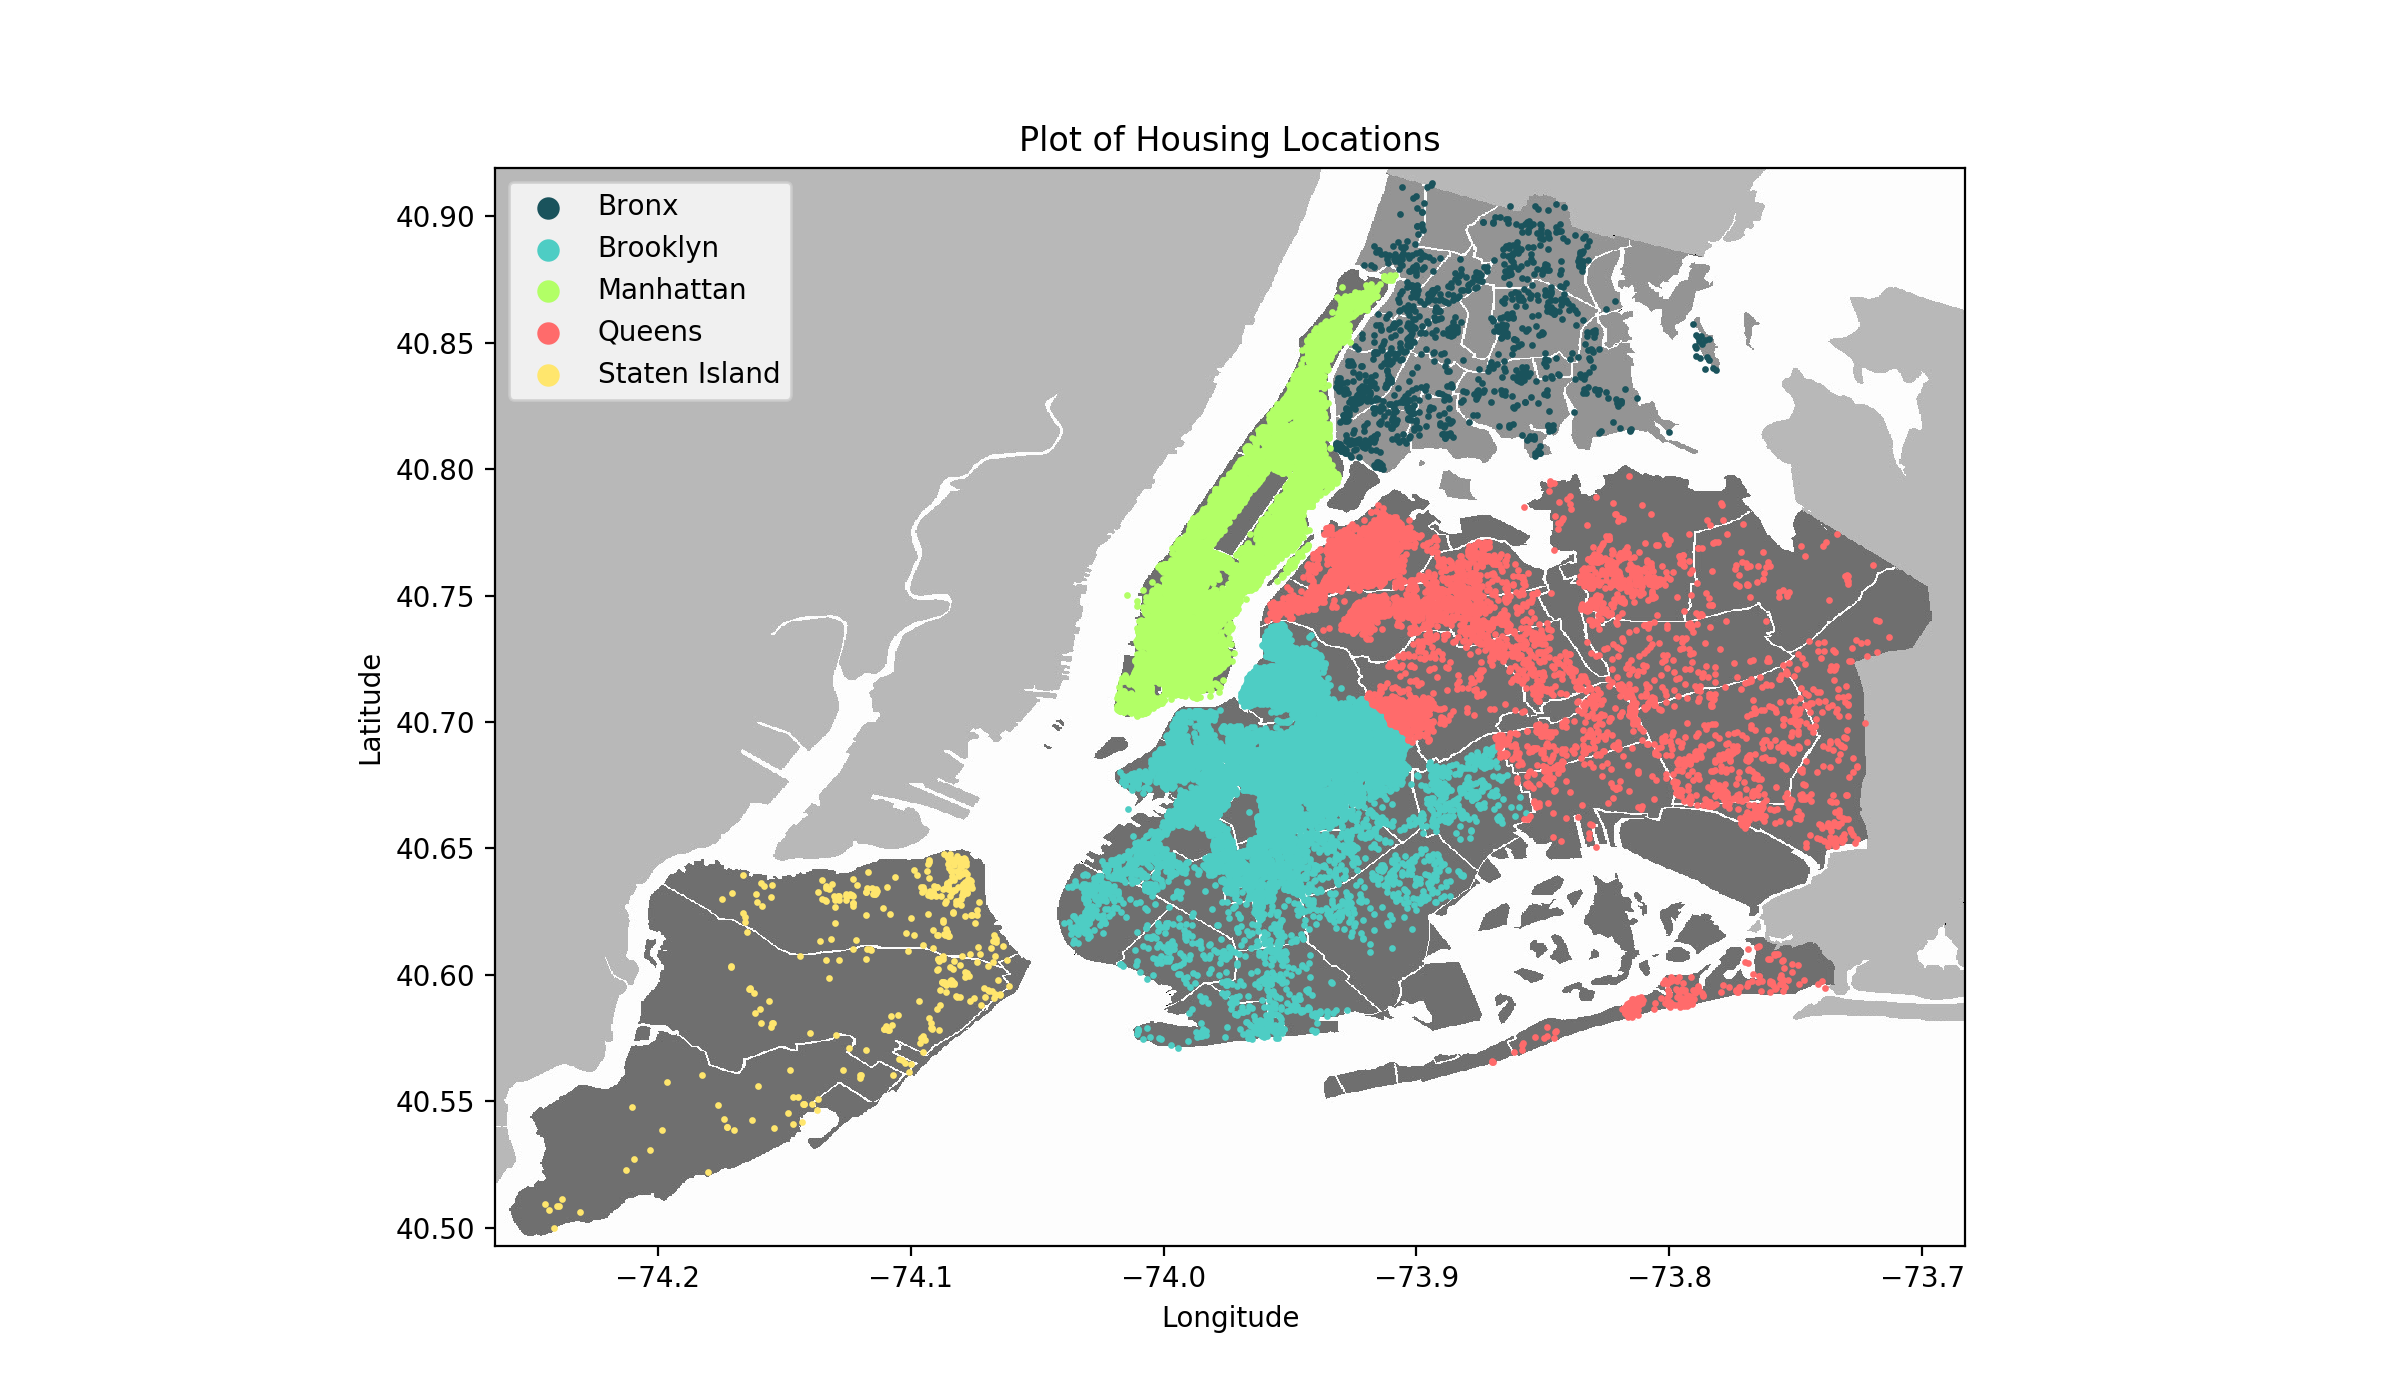 Plot of Housing Locations
Bronx
Brooklyn
Manhattan
Queens
Staten Island
40.90
40.85
40.80
40.75
40.70
40.65
40.60
40.55
40.50
Latitude
−74.2 −74.1 −74.0 −73.9 −73.8 −73.7
Longitude